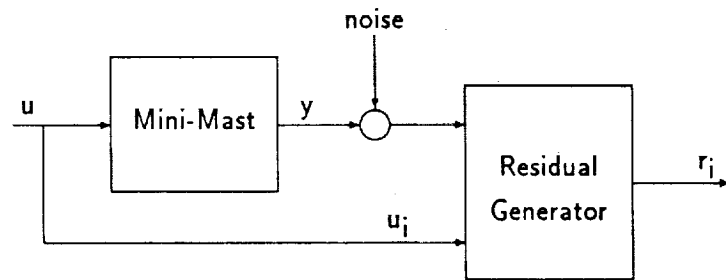 noise
u
Mini-Mast
y
Residual
Generator
r_i
u_i